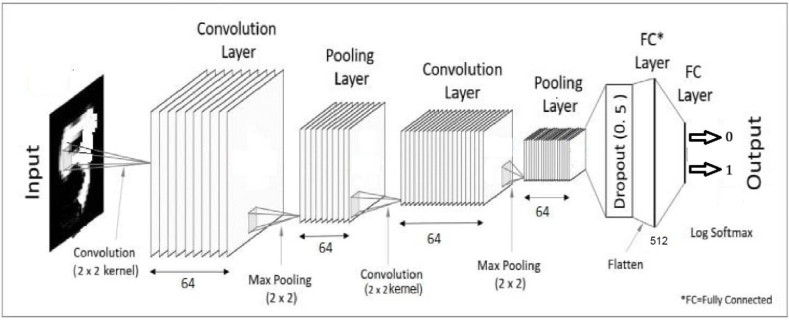 Input
Convolution
(2 x 2 kernel)
Convolution
Layer
64
Max Pooling
(2 x 2)
Pooling
Layer
64
Convolution
(2 x 2 kernel)
Convolution
Layer
64
Max Pooling
(2 x 2)
Pooling
Layer
64
Dropout (0. 5 )
Flatten
FC*
Layer
512
FC
Layer
0
1
Output
Log Softmax
*FC=Fully Connected